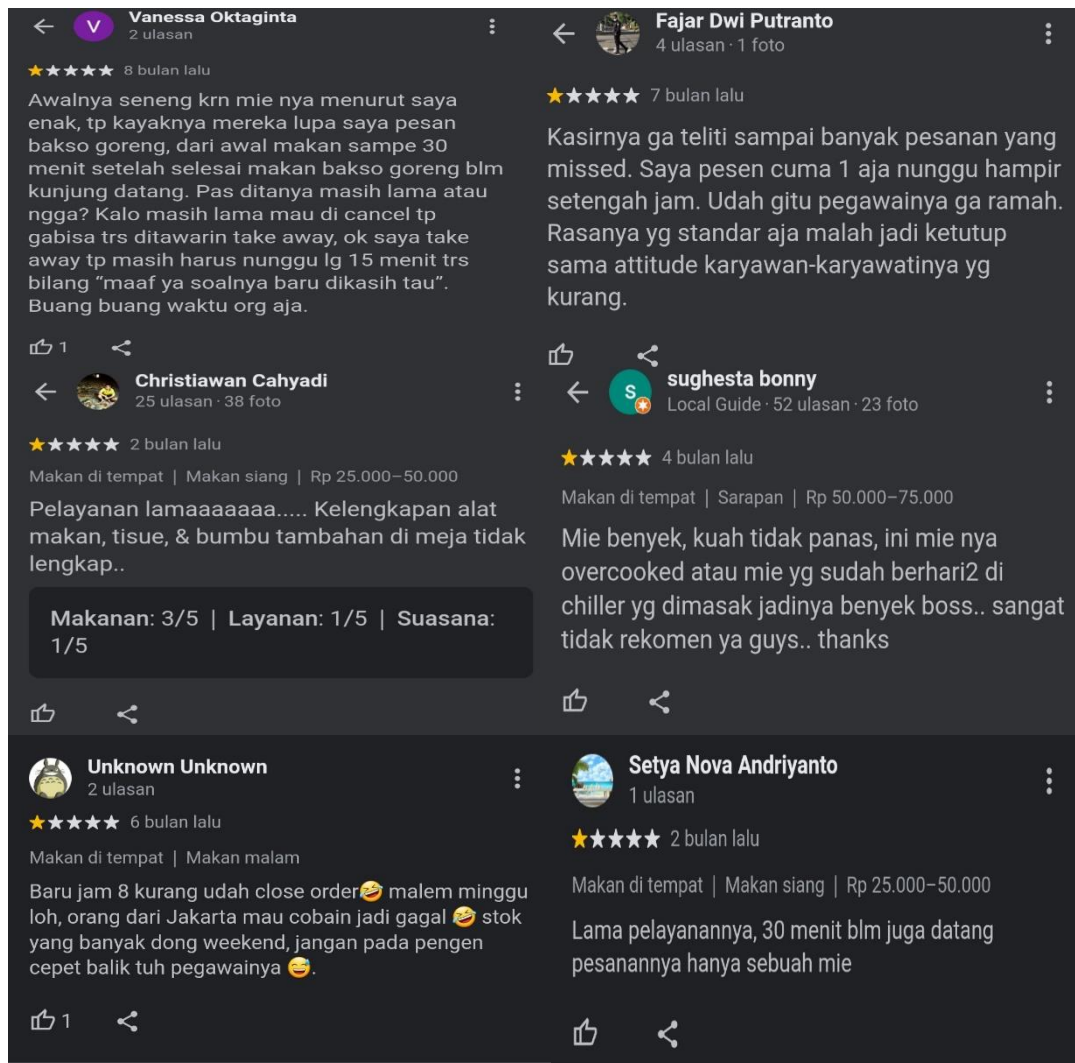 V
Vanessa Oktaginta
2 ulasan
8 bulan lalu
Awalnya seneng krn mie nya menurut saya
enak, tp kayaknya mereka lupa saya pesan
bakso goreng, dari awal makan sampe 30
menit setelah selesai makan bakso goreng blm
kunjung datang. Pas ditanya masih lama atau
ngga? Kalo masih lama mau di cancel tp
gabisa trs ditawarin take away, ok saya take
away tp masih harus nunggu lg 15 menit trs
bilang “maaf ya soalnya baru dikasih tau”.
Buang buang waktu org aja.
1
Fajar Dwi Putranto
4 ulasan · 1 foto
7 bulan lalu
Kasirnya ga teliti sampai banyak pesanan yang
missed. Saya pesen cuma 1 aja nunggu hampir
setengah jam. Udah gitu pegawainya ga ramah.
Rasanya yg standar aja malah jadi ketutup
sama attitude karyawan-karyawatinya yg
kurang.
Christiawan Cahyadi
25 ulasan · 38 foto
2 bulan lalu
Makan di tempat | Makan siang | Rp 25.000–50.000
Pelayanan lamaaaaaaa..... Kelengkapan alat
makan, tisue, & bumbu tambahan di meja tidak
lengkap..
Makanan: 3/5 | Layanan: 1/5 | Suasana:
1/5
S
sughesta bonny
Local Guide · 52 ulasan · 23 foto
4 bulan lalu
Makan di tempat | Sarapan | Rp 50.000–75.000
Mie benyek, kuah tidak panas, ini mie nya
overcooked atau mie yg sudah berhari2 di
chiller yg dimasak jadinya benyek boss.. sangat
tidak rekomen ya guys.. thanks
Unknown Unknown
2 ulasan
6 bulan lalu
Makan di tempat | Makan malam
Baru jam 8 kurang udah close order🤣 malem minggu
loh, orang dari Jakarta mau cobain jadi gagal 🤣 stok
yang banyak dong weekend, jangan pada pengen
cepet balik tuh pegawainya 😅.
1
Setya Nova Andriyanto
1 ulasan
2 bulan lalu
Makan di tempat | Makan siang | Rp 25.000–50.000
Lama pelayanannya, 30 menit blm juga datang
pesanannya hanya sebuah mie